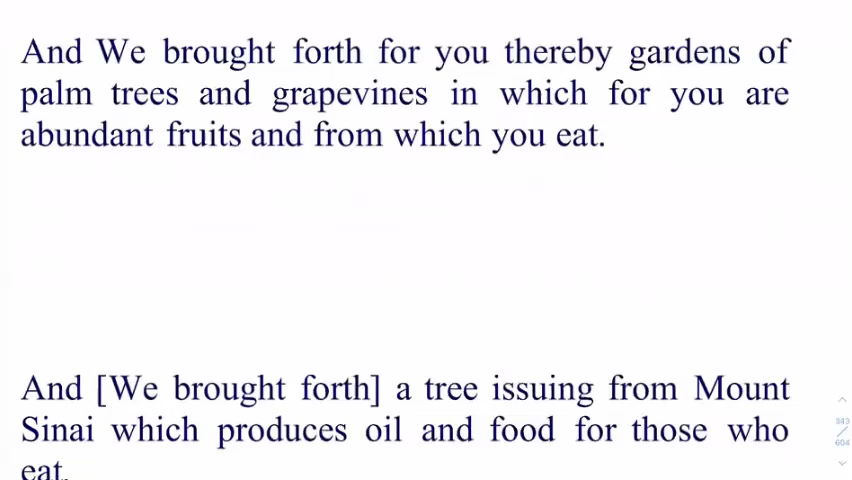 And We brought forth for you thereby gardens of
palm trees and grapevines in which for you are
abundant fruits and from which you eat.
And [We brought forth] a tree issuing from Mount
Sinai which produces oil and food for those who
eat.
343
604